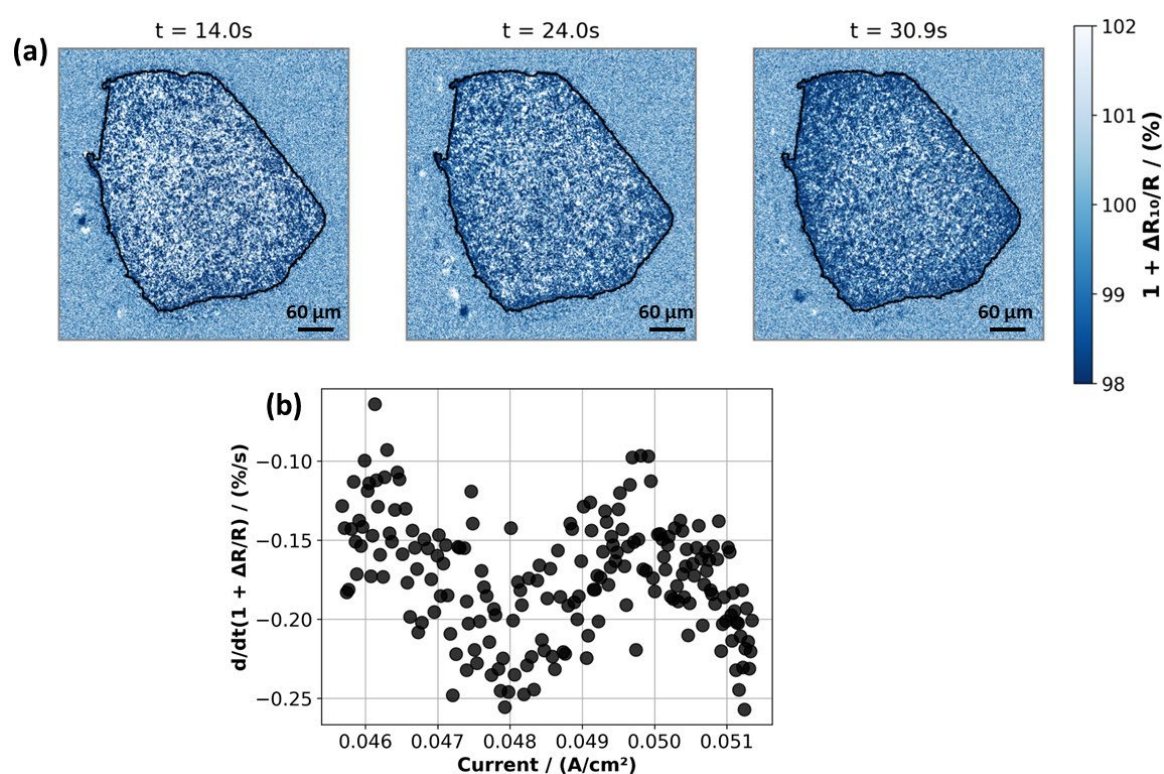 (a)
t = 14.0s
t = 24.0s
t = 30.9s
60 µm
60 µm
60 µm
102
101
100
99
98
1 + ΔR₁₀/R / (%)
(b)
d/dt(1 + ΔR/R) / (%/s)
−0.10
−0.15
−0.20
−0.25
0.046 0.047 0.048 0.049 0.050 0.051
Current / (A/cm²)